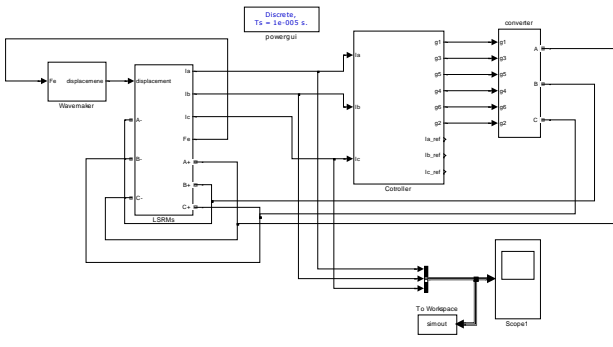 Discrete,
Ts = 1e-005 s.
powergui
converter
Fe
displacemene
Wavemaker
displacement
A-
B-
C-
Ia
Ib
Ic
Fe
A+
B+
C+
LSRMs
Ia
Ib
Ic
g1
g3
g5
g4
g6
g2
Ia_ref
Ib_ref
Ic_ref
Cotroller
g1
g3
g5
g4
g6
g2
A
B
C
To Workspace
simout
Scope1